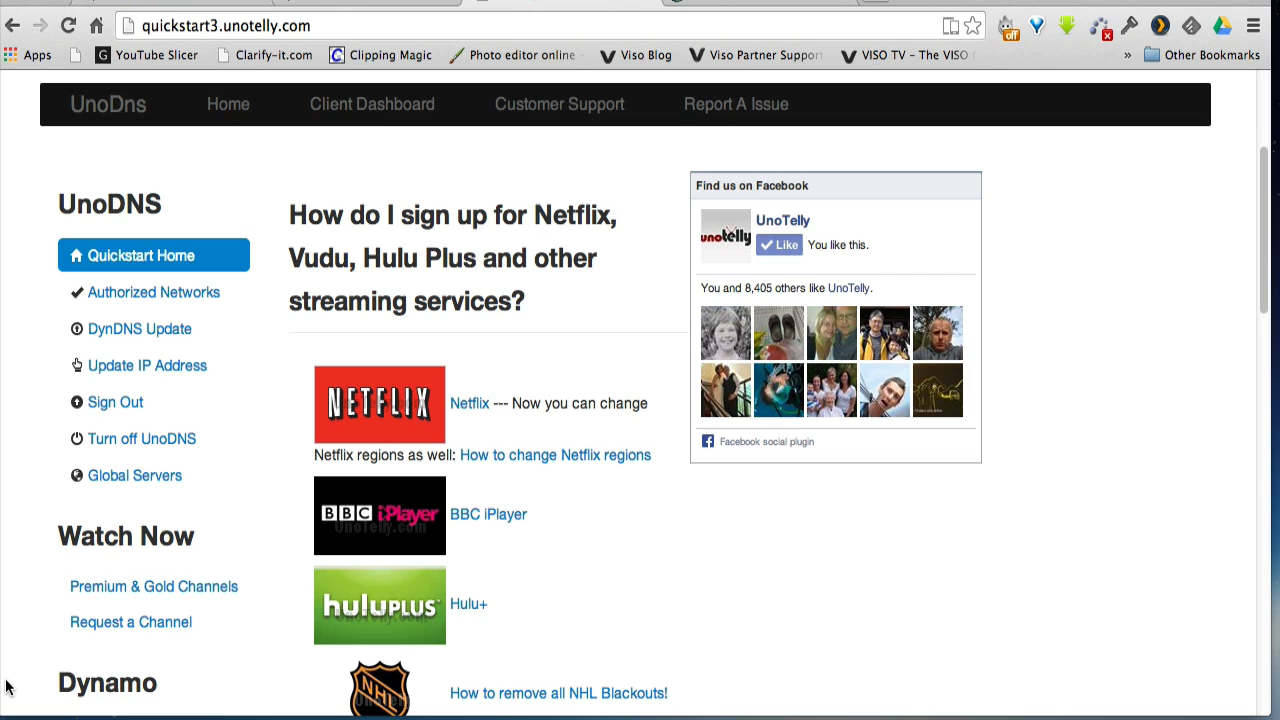 quickstart3.unotelly.com
off
Apps
YouTube Slicer
Clarify-it.com
Clipping Magic
Photo editor online -
Viso Blog
Viso Partner Support
VISO TV – The VISO
»
Other Bookmarks
UnoDns
Home
Client Dashboard
Customer Support
Report A Issue
UnoDNS
Quickstart Home
Authorized Networks
DynDNS Update
Update IP Address
Sign Out
Turn off UnoDNS
Global Servers
Watch Now
Premium & Gold Channels
Request a Channel
Dynamo
How do I sign up for Netflix,
Vudu, Hulu Plus and other
streaming services?
NETFLIX
Netflix --- Now you can change
Netflix regions as well: How to change Netflix regions
BBC iPlayer
UnoTelly.com
BBC iPlayer
huluPLUS
UnoTelly.com
Hulu+
NHL
How to remove all NHL Blackouts!
Find us on Facebook
unotelly
UnoTelly
Like
You like this.
You and 8,405 others like UnoTelly.
Facebook social plugin